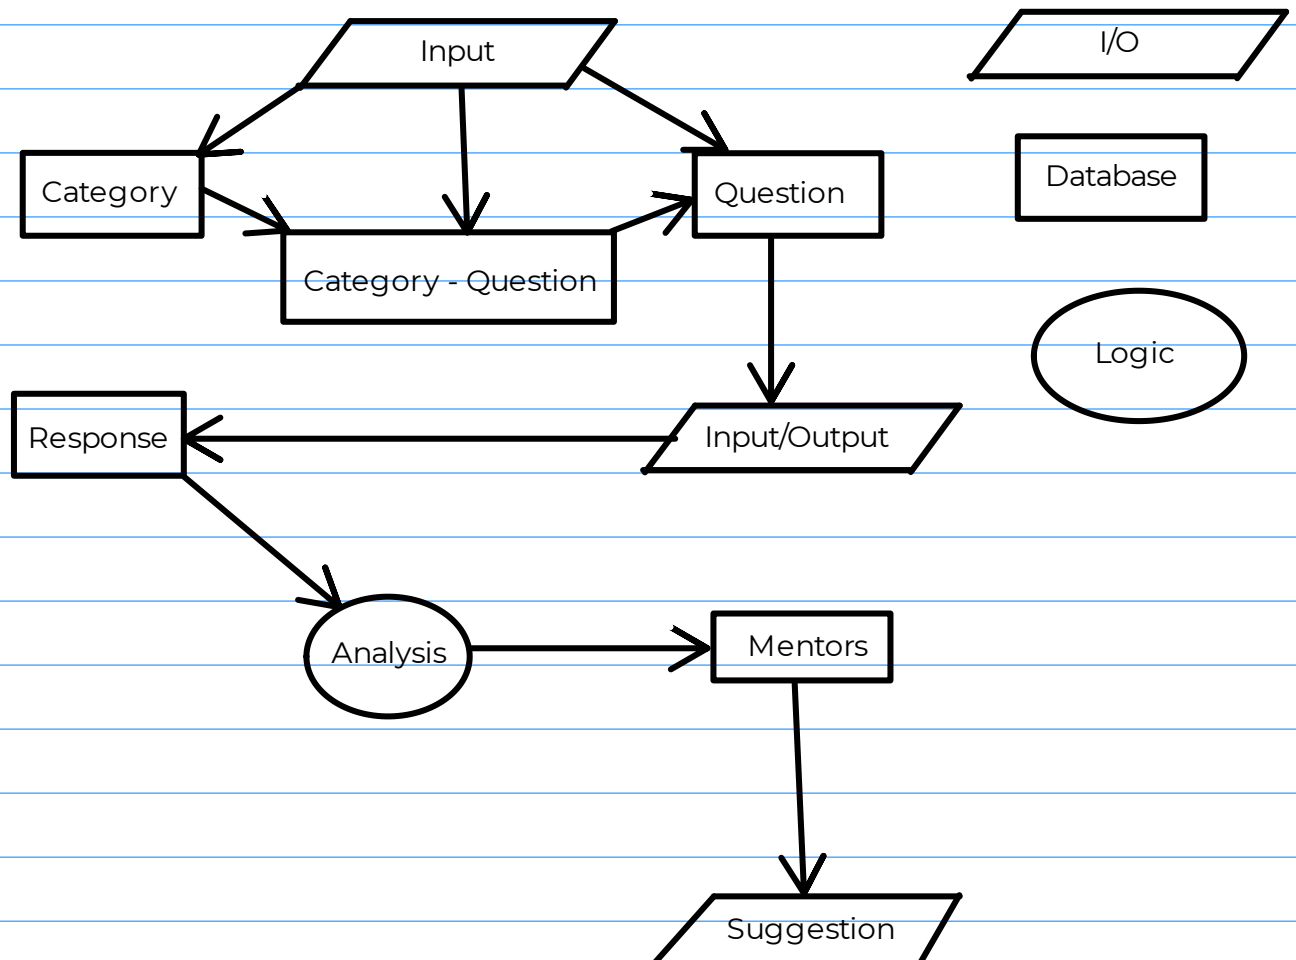 Input
I/O
Category
Question
Database
Category - Question
Logic
Response
Input/Output
Analysis
Mentors
Suggestion